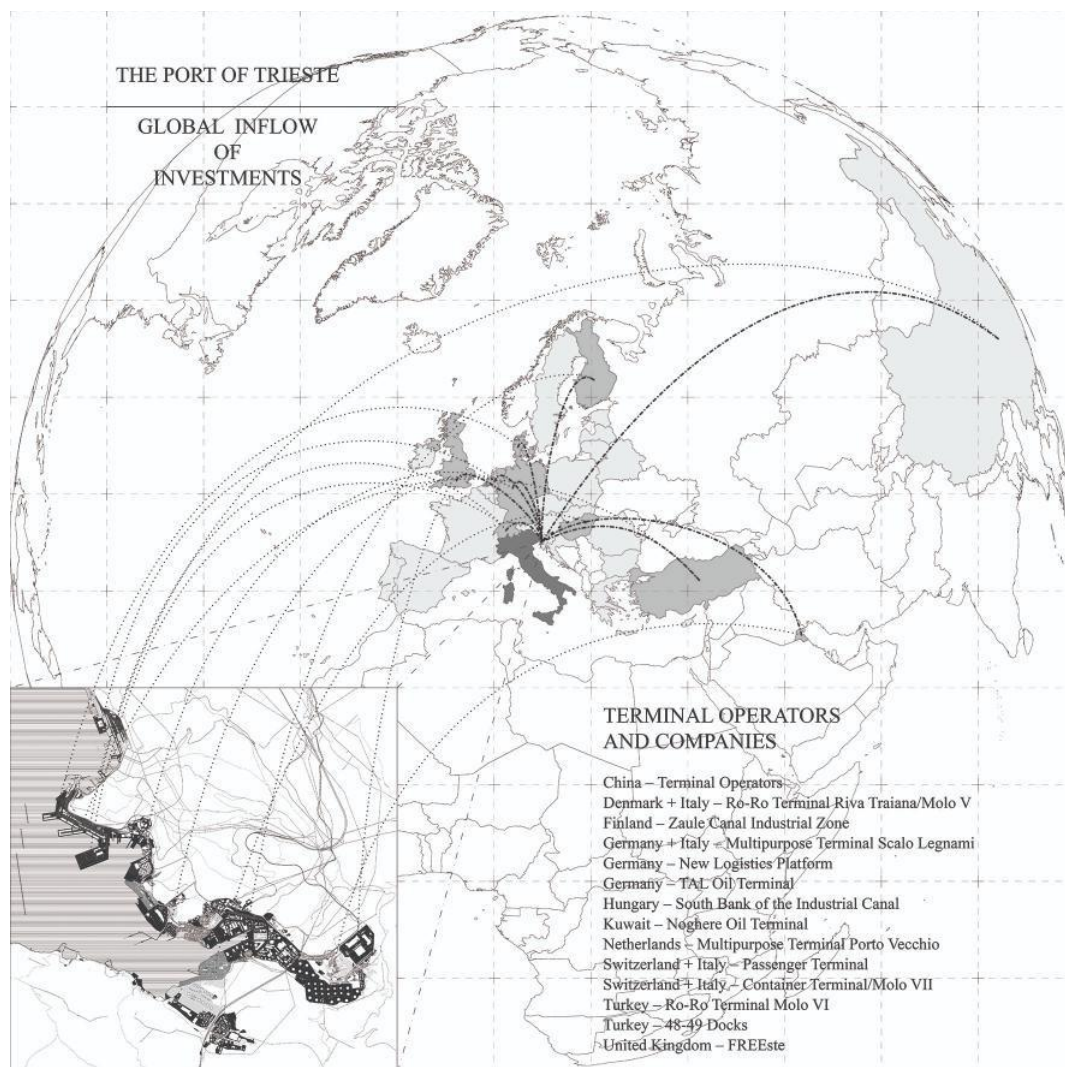 THE PORT OF TRIESTE
GLOBAL INFLOW
OF
INVESTMENTS
TERMINAL OPERATORS
AND COMPANIES
China – Terminal Operators
Denmark + Italy – Ro-Ro Terminal Riva Traiana/Molo V
Finland – Zaule Canal Industrial Zone
Germany + Italy – Multipurpose Terminal Scalo Legnami
Germany – New Logistics Platform
Germany – TAL Oil Terminal
Hungary – South Bank of the Industrial Canal
Kuwait – Noghere Oil Terminal
Netherlands – Multipurpose Terminal Porto Vecchio
Switzerland + Italy – Passenger Terminal
Switzerland + Italy – Container Terminal/Molo VII
Turkey – Ro-Ro Terminal Molo VI
Turkey – 48-49 Docks
United Kingdom – FREEste